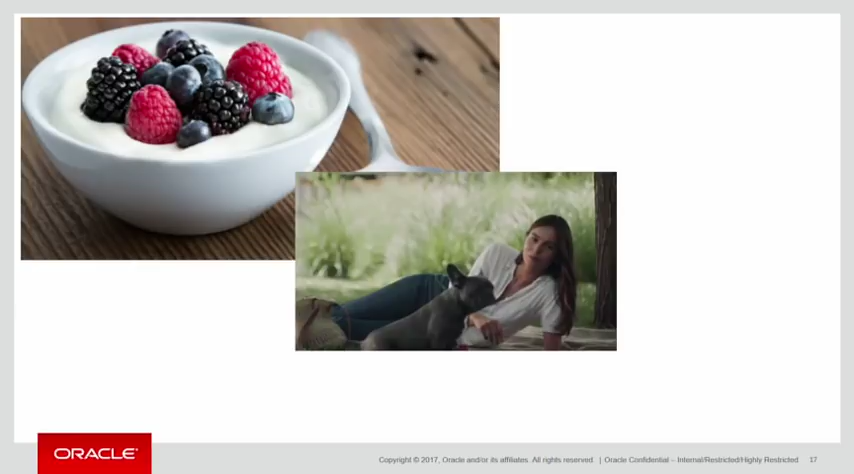 ORACLE
Copyright © 2017, Oracle and/or its affiliates. All rights reserved. | Oracle Confidential – Internal/Restricted/Highly Restricted 17